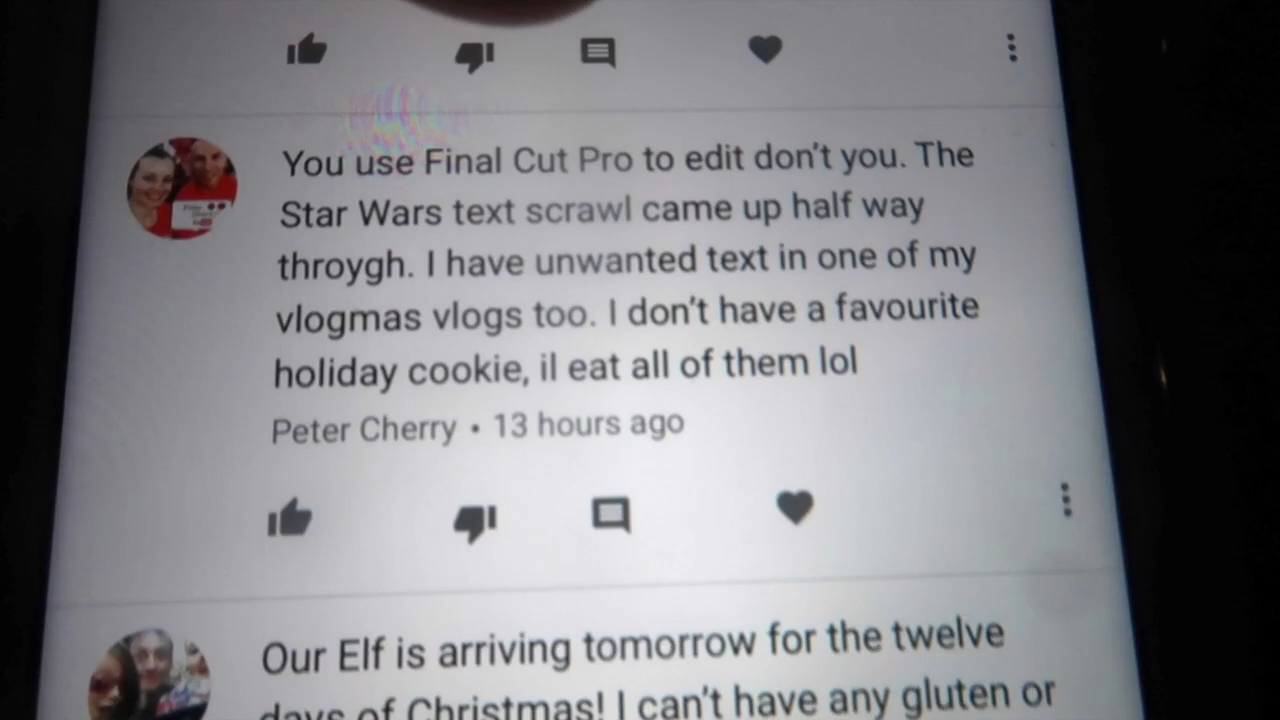 You use Final Cut Pro to edit don't you. The
Star Wars text scrawl came up half way
throygh. I have unwanted text in one of my
vlogmas vlogs too. I don't have a favourite
holiday cookie, il eat all of them lol
Peter Cherry • 13 hours ago
Our Elf is arriving tomorrow for the twelve
days of Christmas! I can't have any gluten or